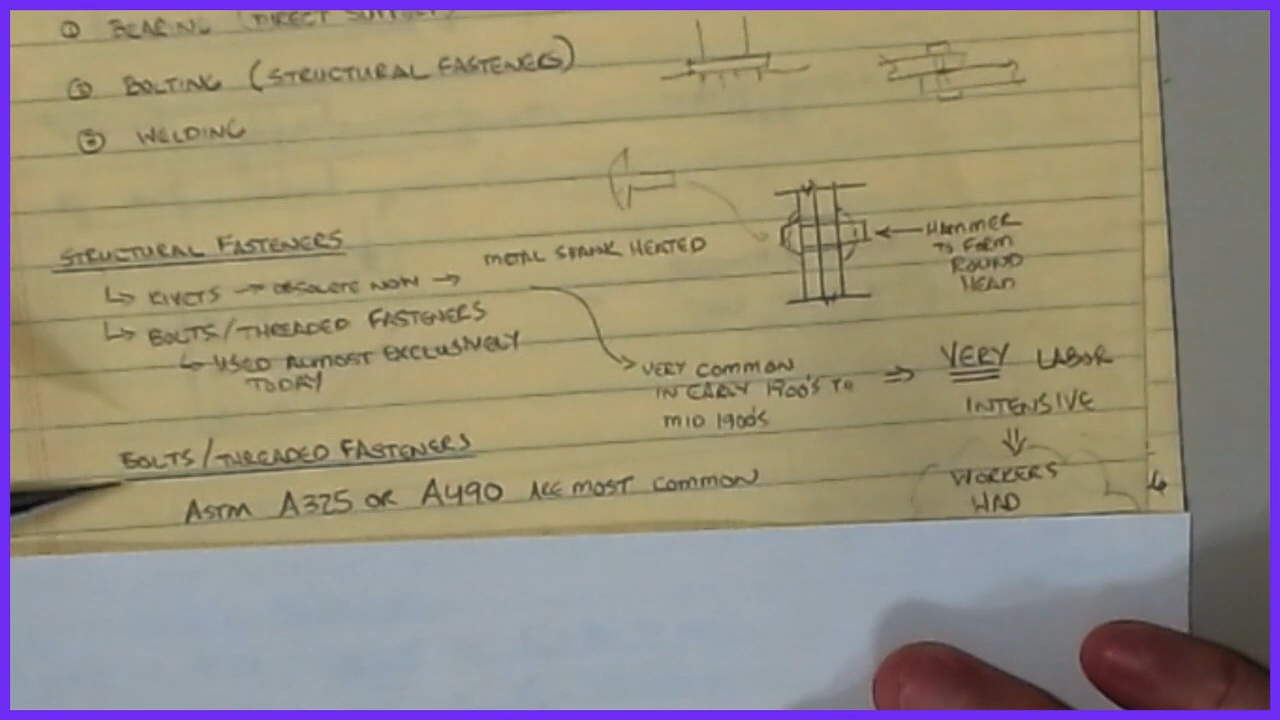 ① BEARING (DIRECT SUPPORT)
② BOLTING (STRUCTURAL FASTENERS)
③ WELDING
STRUCTURAL FASTENERS
↳ RIVETS → OBSOLETE NOW → METAL SHANK HEATED
HAMMER
TO FORM
ROUND
HEAD
↳ BOLTS/THREADED FASTENERS
↳ USED ALMOST EXCLUSIVELY
TODAY
VERY COMMON
IN EARLY 1900'S TO
MID 1900'S
⇒ VERY LABOR
INTENSIVE
⇓
WORKERS
HAD
BOLTS/THREADED FASTENERS
ASTM A325 OR A490 ARE MOST COMMON